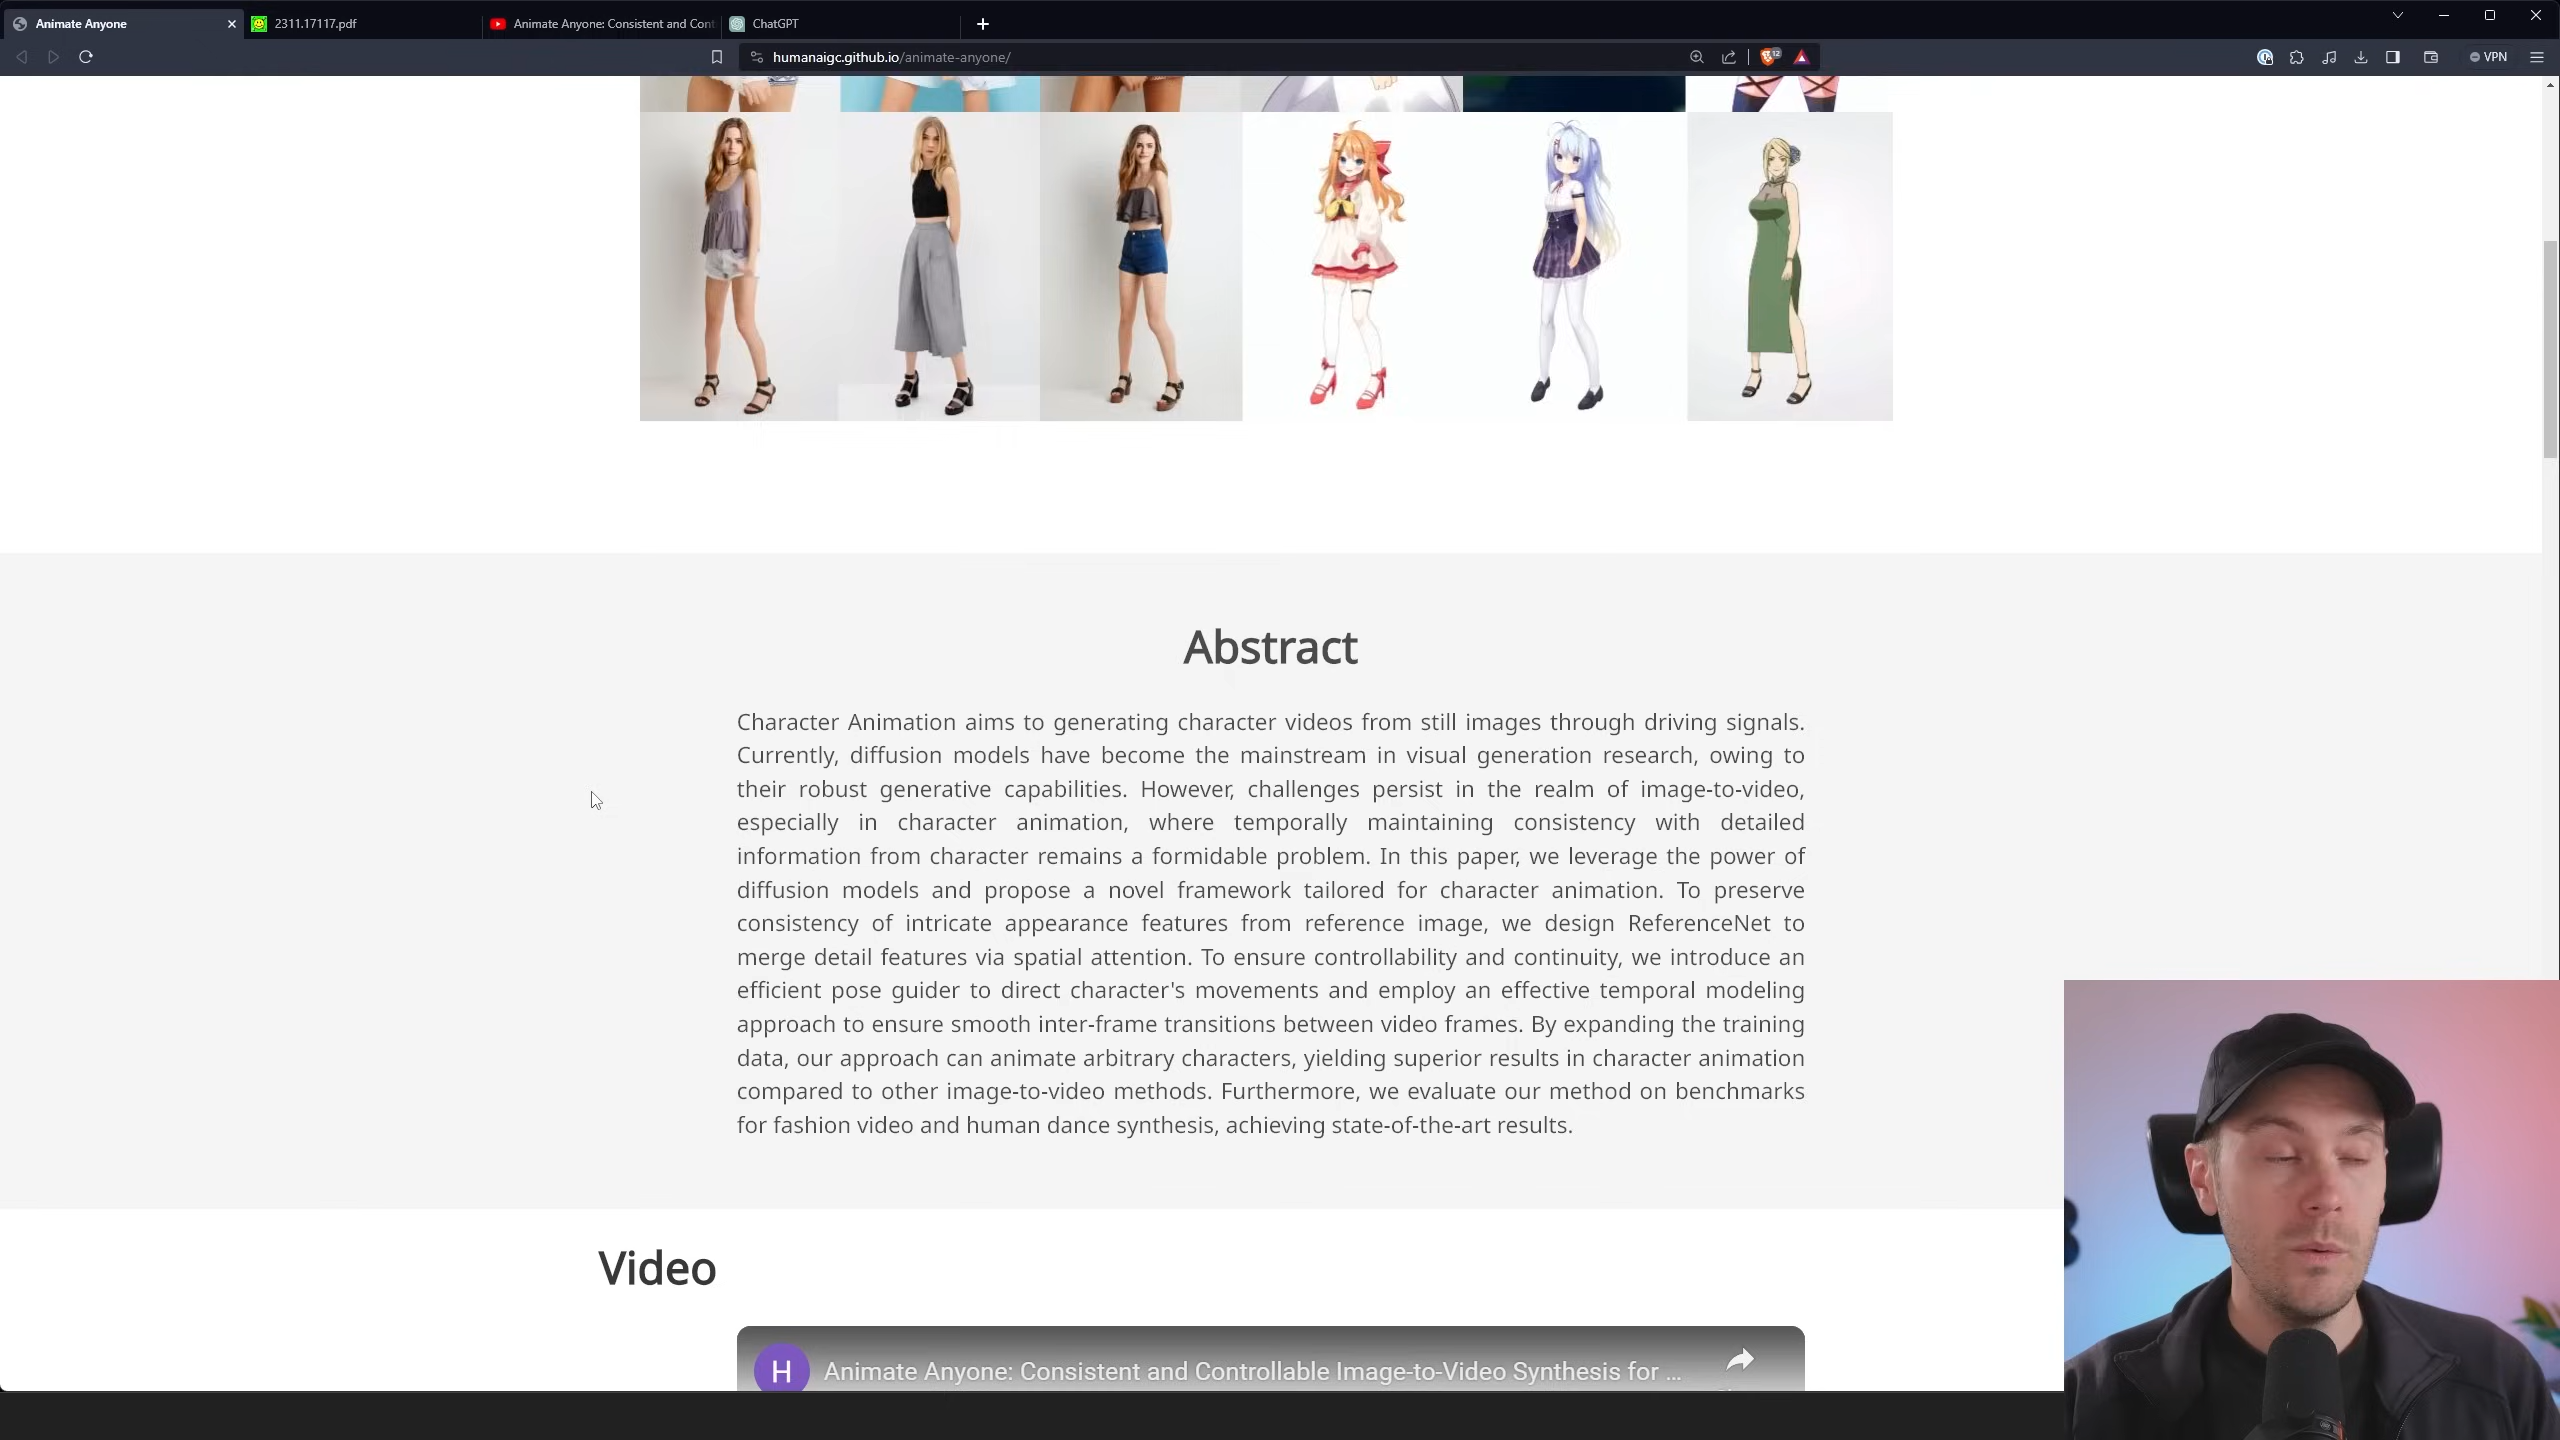 Animate Anyone
2311.17117.pdf
Animate Anyone: Consistent and Cont
ChatGPT
humanaigc.github.io/animate-anyone/
12
VPN
Abstract
Character Animation aims to generating character videos from still images through driving signals.
Currently, diffusion models have become the mainstream in visual generation research, owing to
their robust generative capabilities. However, challenges persist in the realm of image-to-video,
especially in character animation, where temporally maintaining consistency with detailed
information from character remains a formidable problem. In this paper, we leverage the power of
diffusion models and propose a novel framework tailored for character animation. To preserve
consistency of intricate appearance features from reference image, we design ReferenceNet to
merge detail features via spatial attention. To ensure controllability and continuity, we introduce an
efficient pose guider to direct character's movements and employ an effective temporal modeling
approach to ensure smooth inter-frame transitions between video frames. By expanding the training
data, our approach can animate arbitrary characters, yielding superior results in character animation
compared to other image-to-video methods. Furthermore, we evaluate our method on benchmarks
for fashion video and human dance synthesis, achieving state-of-the-art results.
Video
H
Animate Anyone: Consistent and Controllable Image-to-Video Synthesis for ...